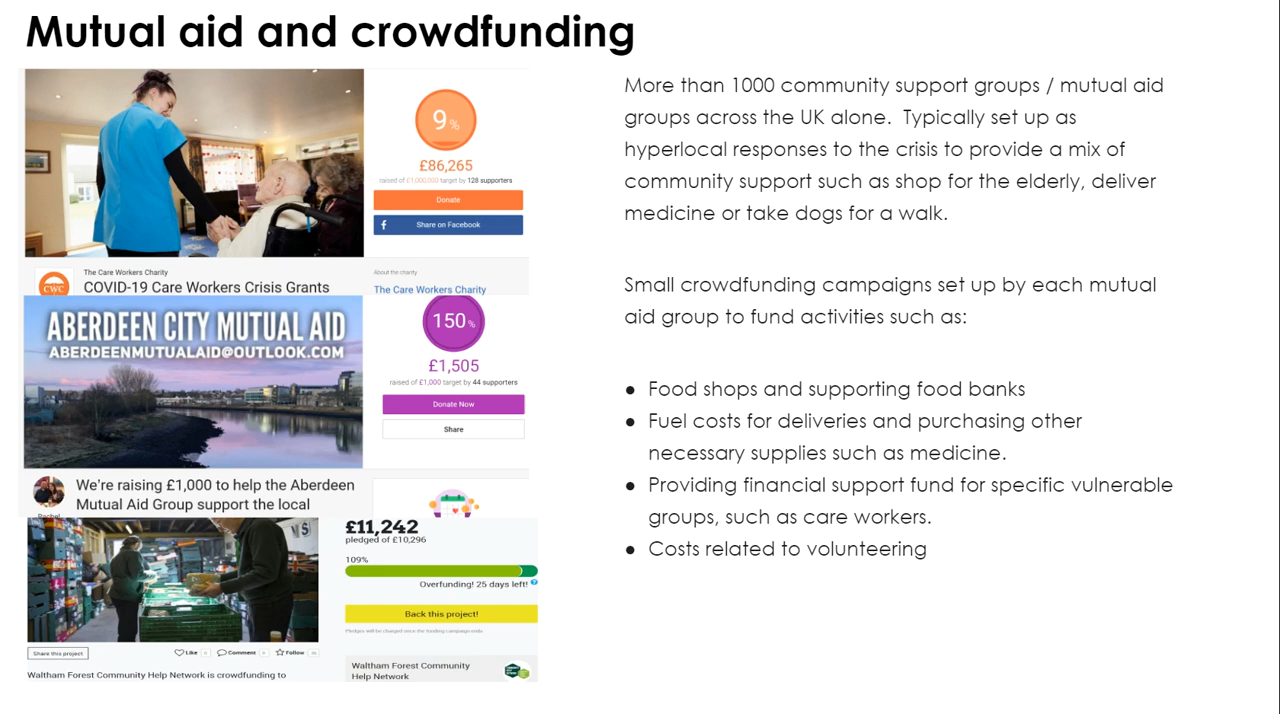 Mutual aid and crowdfunding
9%
£86,265
raised of £1,000,000 target by 128 supporters
Donate
Share on Facebook
CWC
The Care Workers Charity
COVID-19 Care Workers Crisis Grants
About the charity
The Care Workers Charity
ABERDEEN CITY MUTUAL AID
ABERDEENMUTUALAID@OUTLOOK.COM
150%
£1,505
raised of £1,000 target by 44 supporters
Donate Now
Share
We're raising £1,000 to help the Aberdeen
Mutual Aid Group support the local
£11,242
pledged of £10,296
109%
Overfunding! 25 days left!
Back this project!
Pledges will be charged once the funding campaign ends
Share this project
Like
Comment
Follow
Waltham Forest Community Help Network is crowdfunding to
Waltham Forest Community
Help Network
More than 1000 community support groups / mutual aid
groups across the UK alone. Typically set up as
hyperlocal responses to the crisis to provide a mix of
community support such as shop for the elderly, deliver
medicine or take dogs for a walk.
Small crowdfunding campaigns set up by each mutual
aid group to fund activities such as:
● Food shops and supporting food banks
● Fuel costs for deliveries and purchasing other
necessary supplies such as medicine.
● Providing financial support fund for specific vulnerable
groups, such as care workers.
● Costs related to volunteering